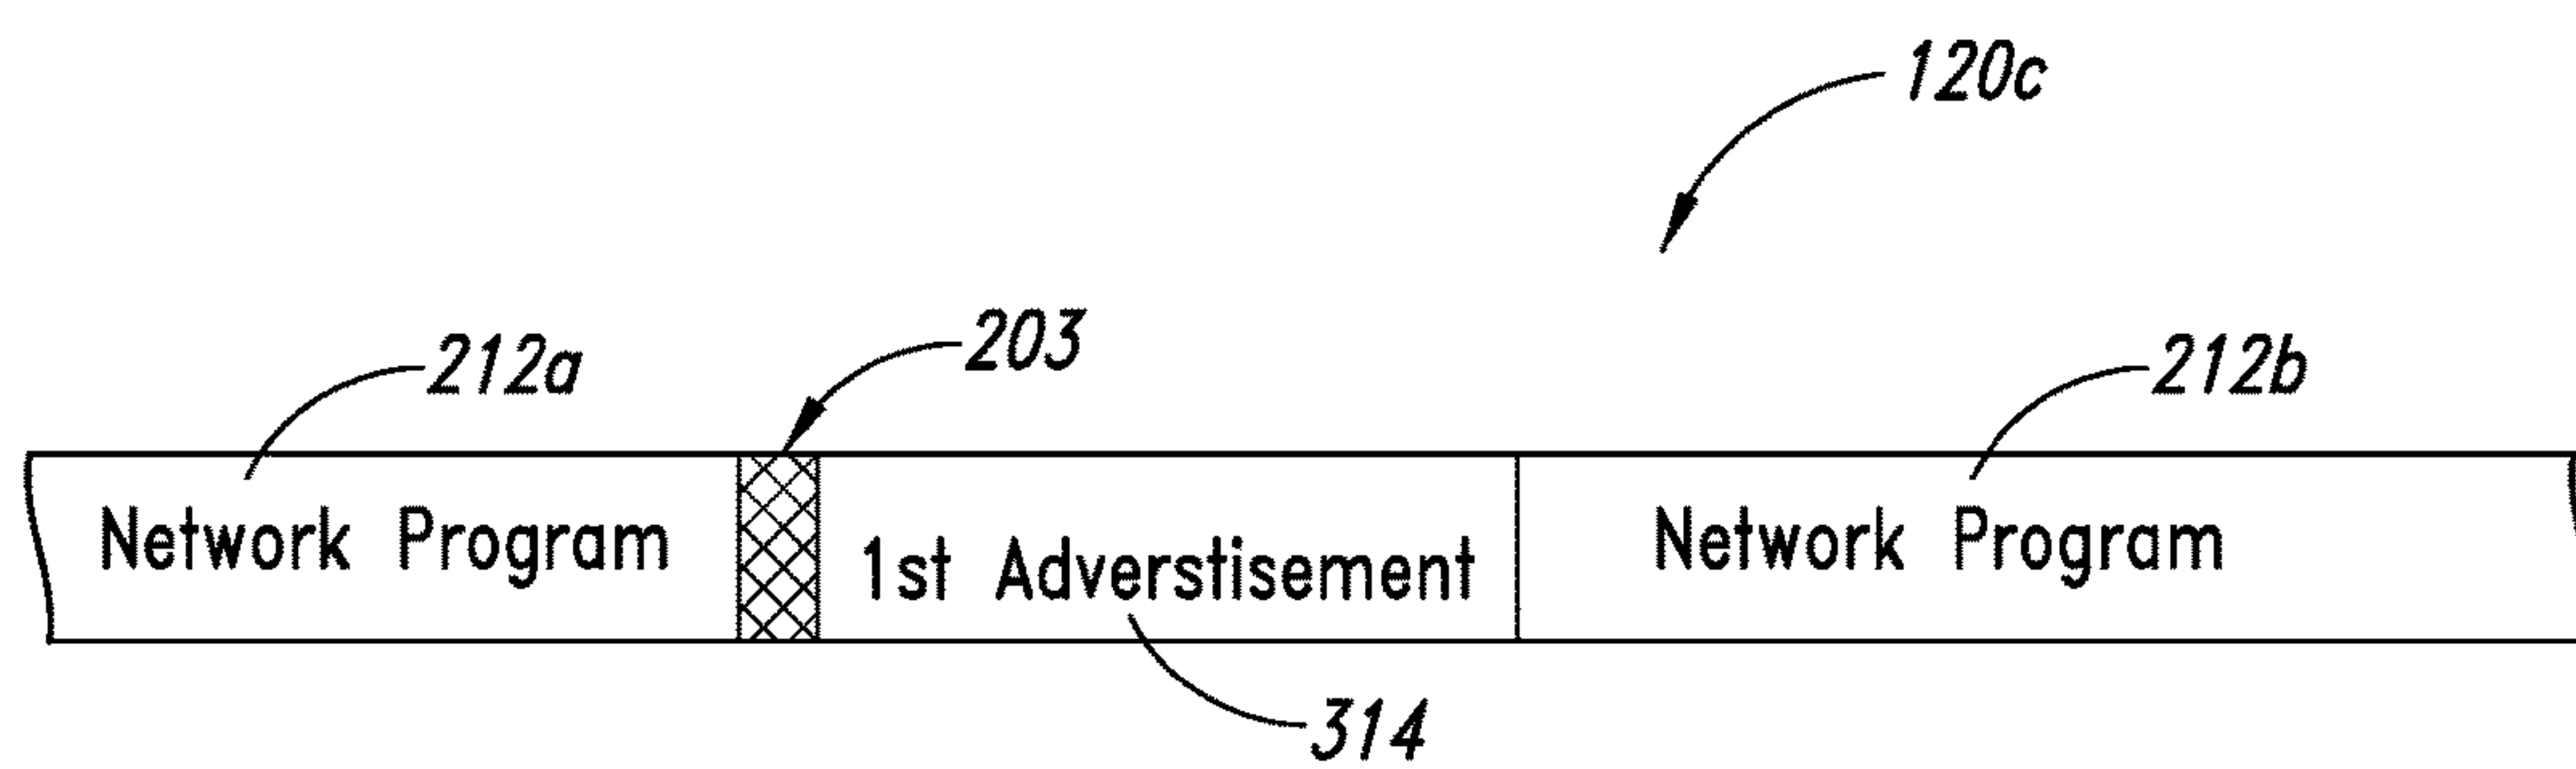 120c
203
212a
212b
Network Program
1st Adverstisement
Network Program
314